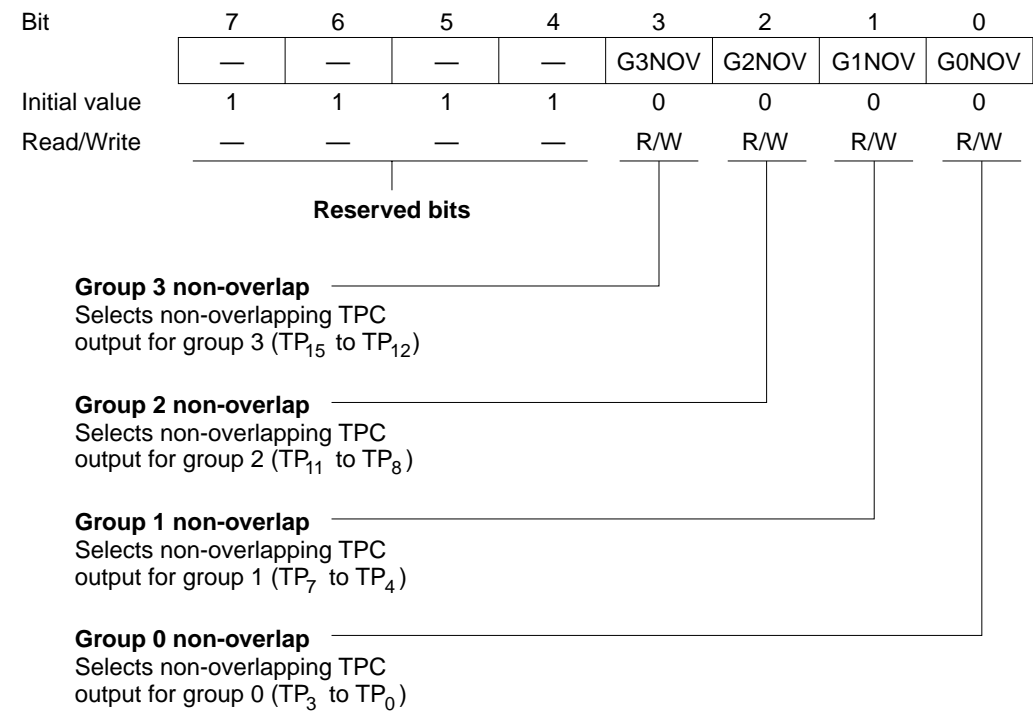 Bit 7 6 5 4 3 2 1 0
— — — — G3NOV G2NOV G1NOV G0NOV
Initial value 1 1 1 1 0 0 0 0
Read/Write — — — — R/W R/W R/W R/W
Reserved bits
Group 3 non-overlap
Selects non-overlapping TPC
output for group 3 (TP15 to TP12)
Group 2 non-overlap
Selects non-overlapping TPC
output for group 2 (TP11 to TP8)
Group 1 non-overlap
Selects non-overlapping TPC
output for group 1 (TP7 to TP4)
Group 0 non-overlap
Selects non-overlapping TPC
output for group 0 (TP3 to TP0)